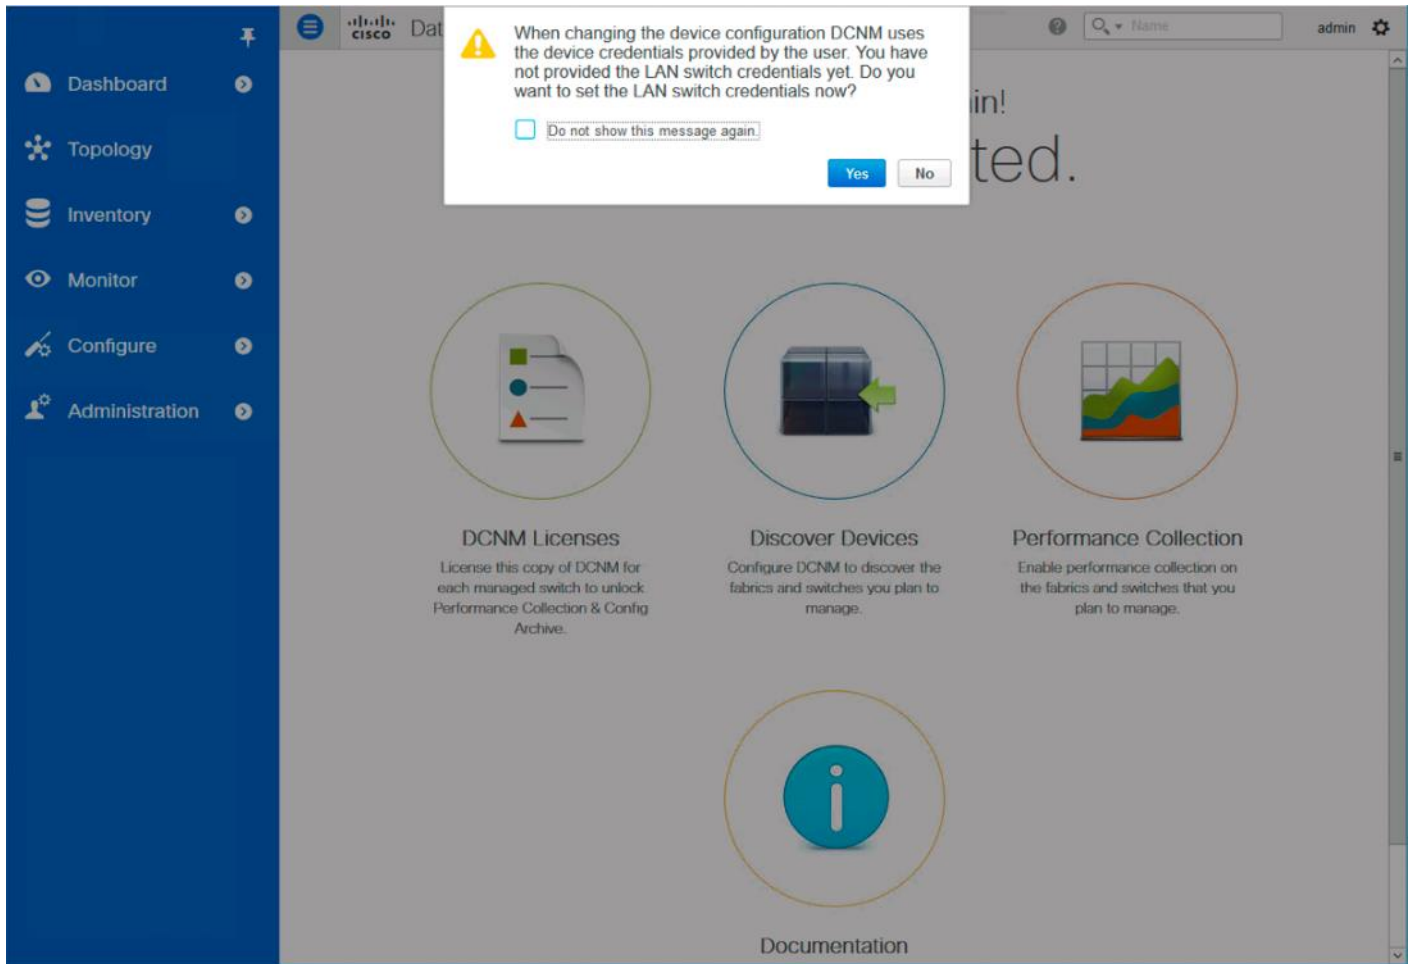 Dashboard
Topology
Inventory
Monitor
Configure
Administration
cisco Dat
Name
admin
When changing the device configuration DCNM uses
the device credentials provided by the user. You have
not provided the LAN switch credentials yet. Do you
want to set the LAN switch credentials now?
Do not show this message again.
Yes No
in!
ted.
DCNM Licenses
License this copy of DCNM for
each managed switch to unlock
Performance Collection & Config
Archive.
Discover Devices
Configure DCNM to discover the
fabrics and switches you plan to
manage.
Performance Collection
Enable performance collection on
the fabrics and switches that you
plan to manage.
Documentation